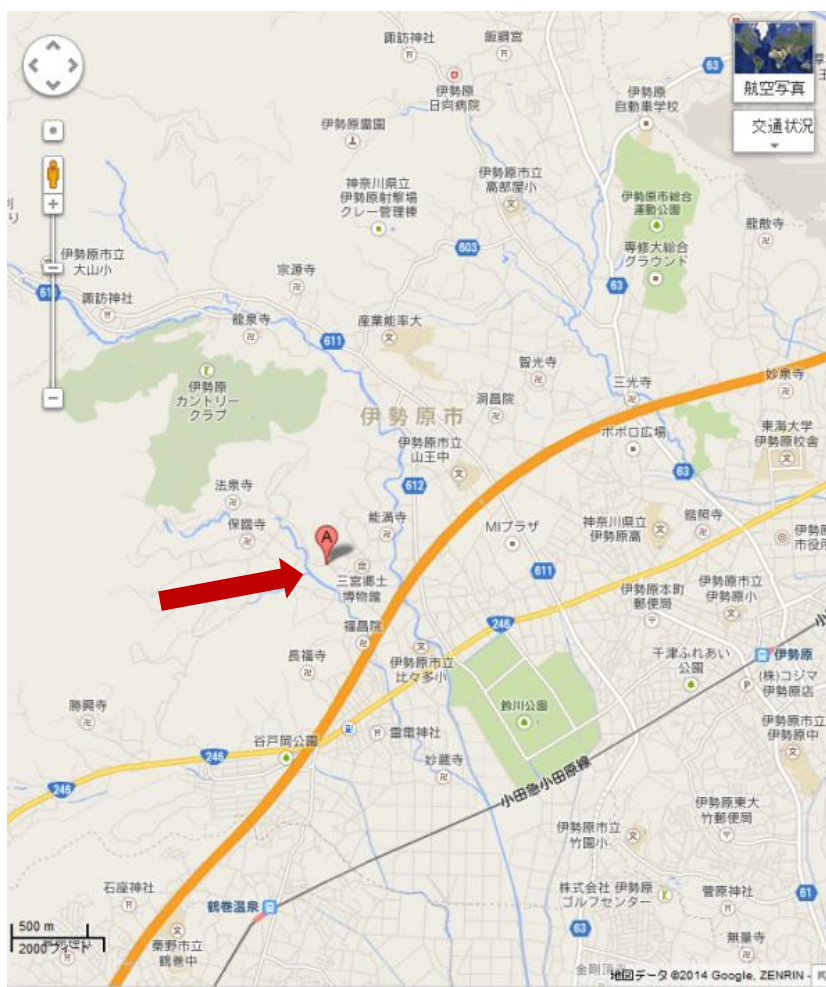 諏訪神社
飯綱宮
63
伊勢原
日向病院
伊勢原
自動車学校
航空写真
交通状況
伊勢原霊園
神奈川県立
伊勢原射撃場
クレー管理棟
伊勢原市立
高部屋小
伊勢原市総合
運動公園
龍散寺
603
専修大総合
グラウンド
伊勢原市立
大山小
宗源寺
63
611
諏訪神社
龍泉寺
産業能率大
611
智光寺
三光寺
妙泉寺
伊勢原
カントリー
クラブ
洞昌院
伊勢原市
ポポロ広場
東海大学
伊勢原校舎
伊勢原市立
山王中
63
612
法泉寺
保國寺
能満寺
MIプラザ
神奈川県立
伊勢原高
鑑照寺
伊勢原
市役所
A
三宮郷土
博物館
611
伊勢原本町
郵便局
伊勢原市立
伊勢原小
福昌院
246
長福寺
伊勢原市立
比々多小
千津ふれあい
公園
伊勢原
(株)コジマ
伊勢原店
勝興寺
鈴川公園
伊勢原市立
伊勢原中
谷戸岡公園
雷電神社
246
妙蔵寺
246
小田急小田原線
伊勢原東大
竹郵便局
伊勢原市立
竹園小
石座神社
鶴巻温泉
株式会社 伊勢原
ゴルフセンター
菅原神社
61
500 m
2000 フィート
秦野市立
鶴巻中
63
無量寺
金剛頂寺
地図データ ©2014 Google, ZENRIN -